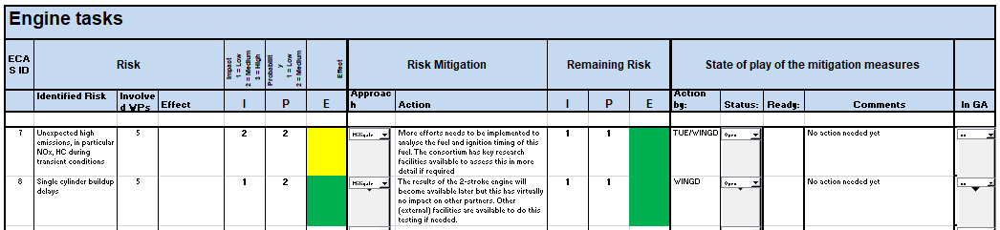 Engine tasks
ECA
S ID
Risk
Impact
1 = Low
2 = Medium
3 = High
Probabilit
y
1 = Low
2 = Medium
Effect
Risk Mitigation
Remaining Risk
State of play of the mitigation measures
Identified Risk
Involve
d WPs
Effect
I
P
E
Approac
h
Action
I
P
E
Action
by:
Status:
Ready:
Comments
In GA
7
Unexpected high
emissions, in particular
NOx, HC during
transient conditions
5
2
2
Mitigate
More efforts needs to be implemented to
analyse the fuel and ignition timing of this
fuel. The consortium has key research
facilities available to assess this in more
detail if required
1
1
TUE/WINGD
Open
No action needed yet
no
8
Single cylinder buildup
delays
5
1
2
Mitigate
The results of the 2-stroke engine will
become available later but this has virtually
no impact on other partners. Other
(external) facilities are available to do this
testing if needed.
1
1
WINGD
Open
No action needed yet
no